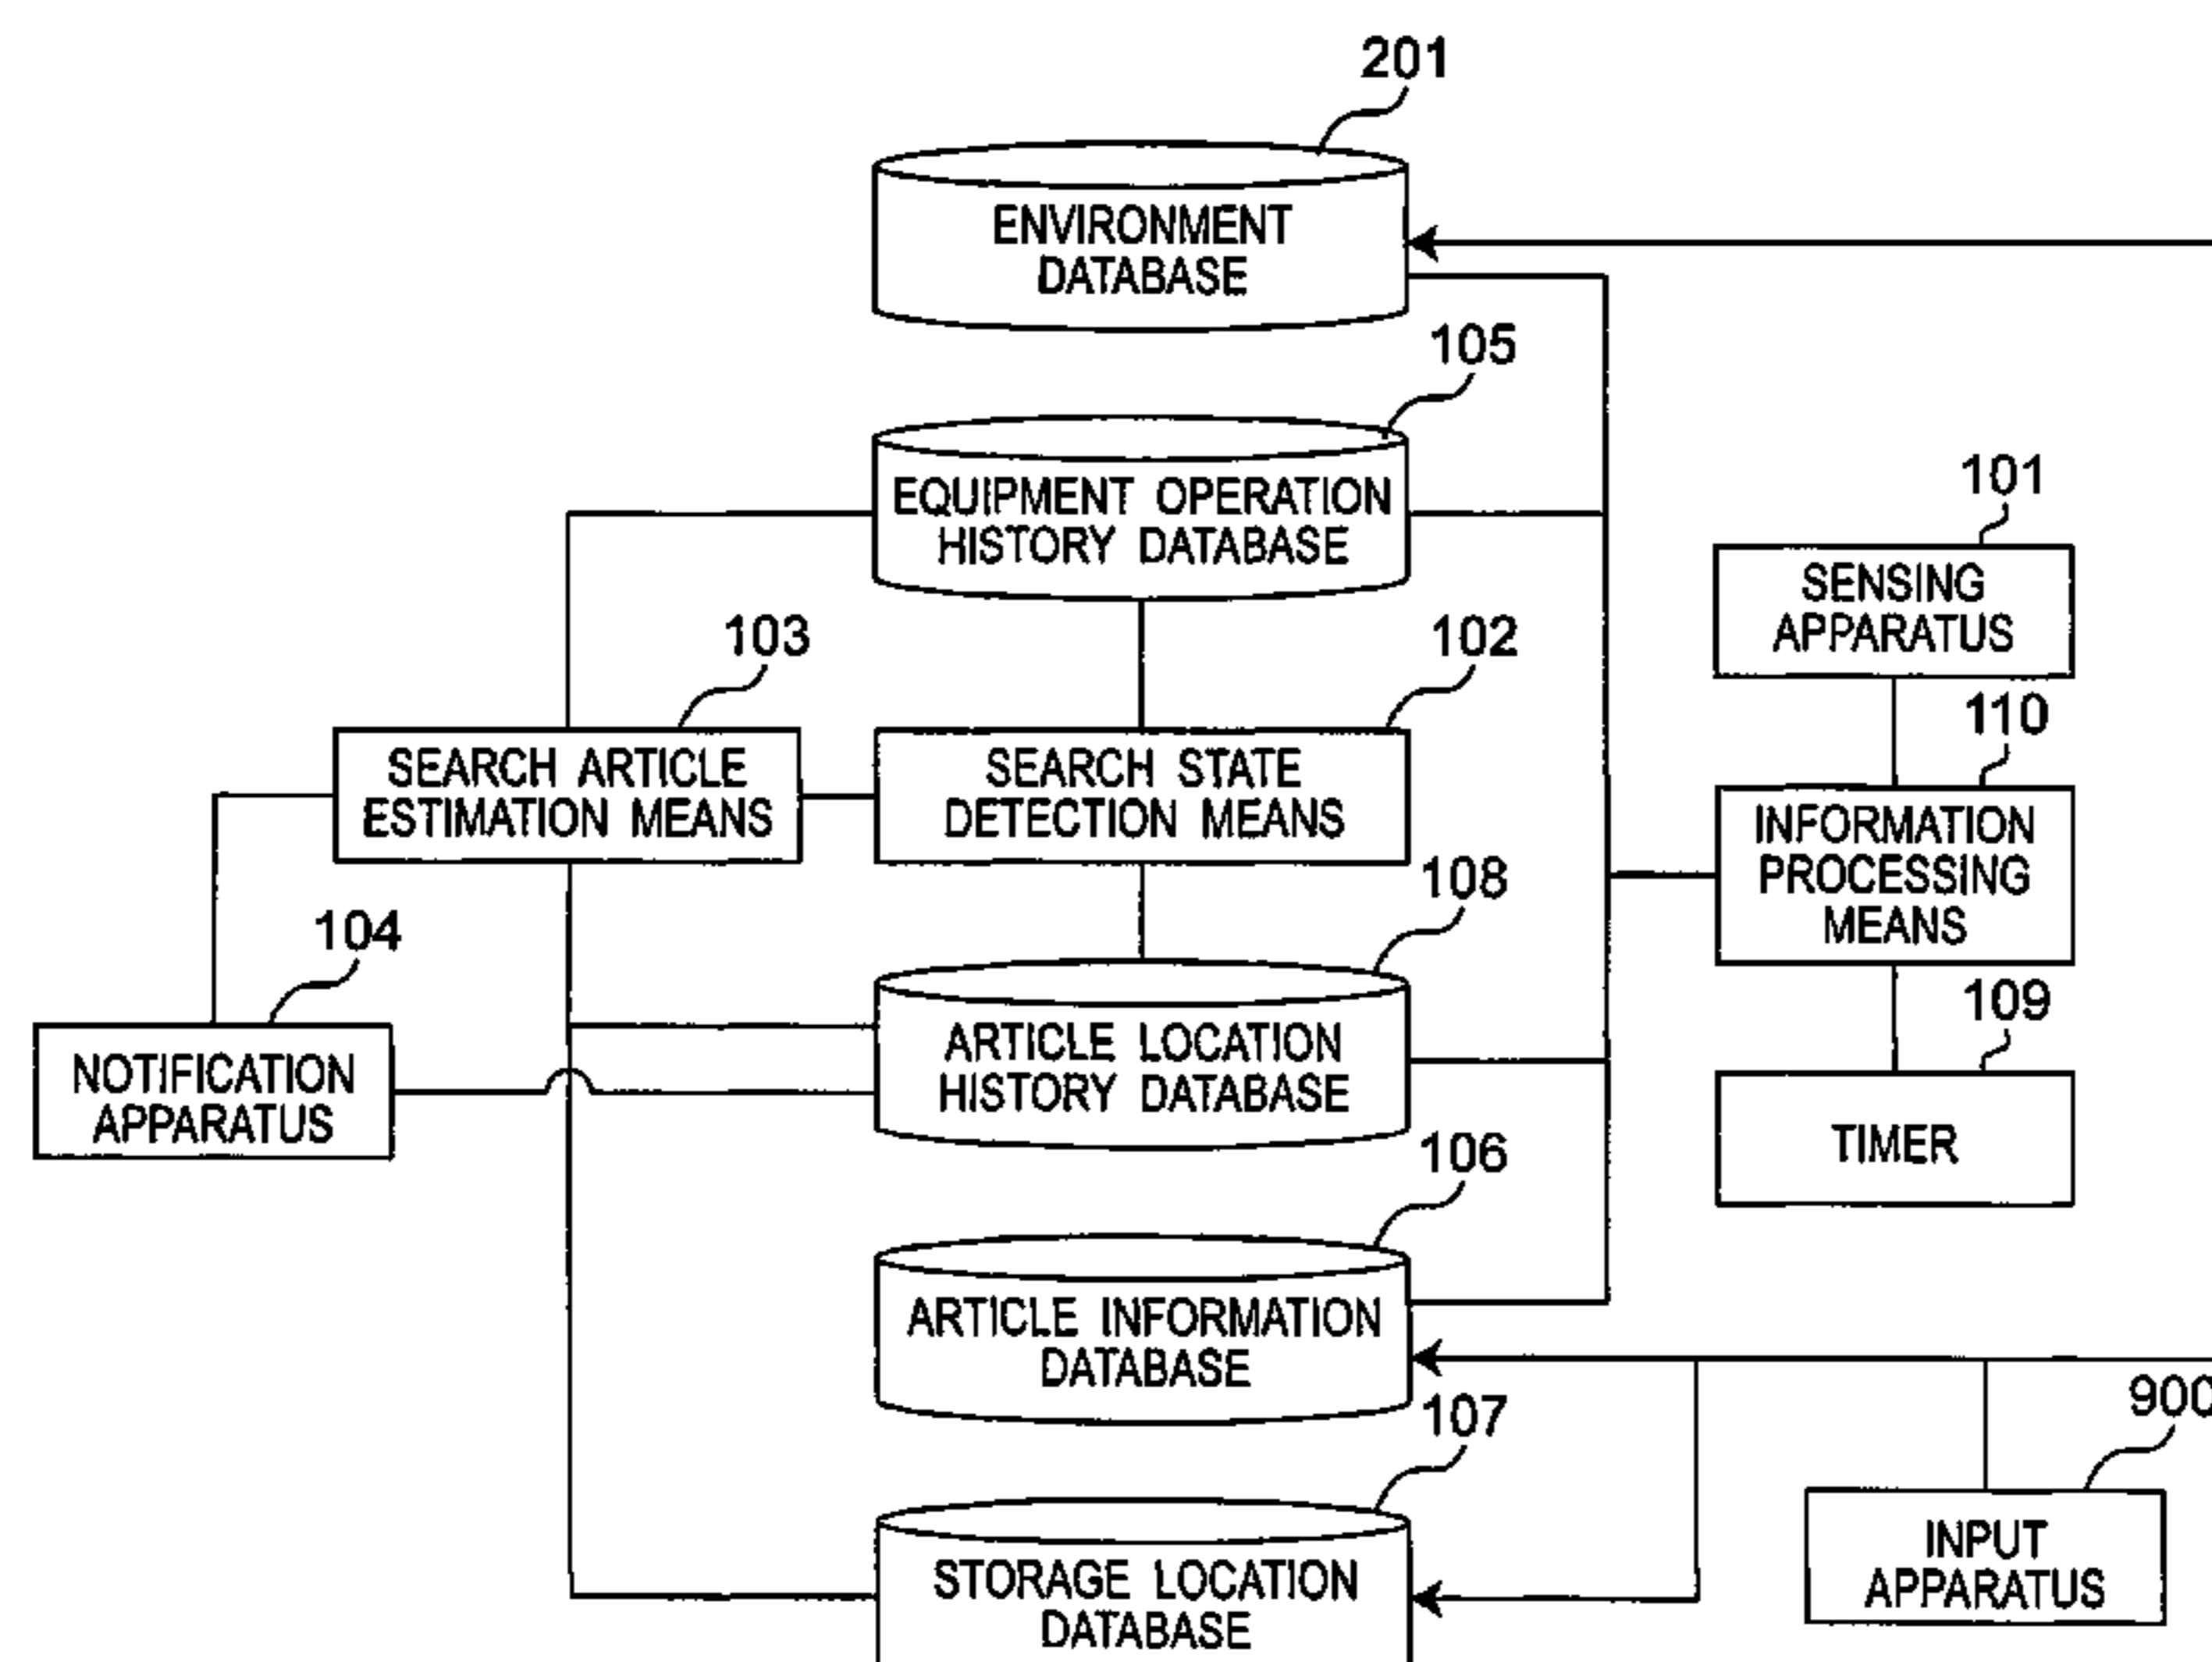 201
ENVIRONMENT
DATABASE
105
EQUIPMENT OPERATION
HISTORY DATABASE
101
SENSING
APPARATUS
103
102
SEARCH ARTICLE
ESTIMATION MEANS
SEARCH STATE
DETECTION MEANS
110
INFORMATION
PROCESSING
MEANS
104
NOTIFICATION
APPARATUS
108
ARTICLE LOCATION
HISTORY DATABASE
109
TIMER
106
ARTICLE INFORMATION
DATABASE
107
STORAGE LOCATION
DATABASE
900
INPUT
APPARATUS